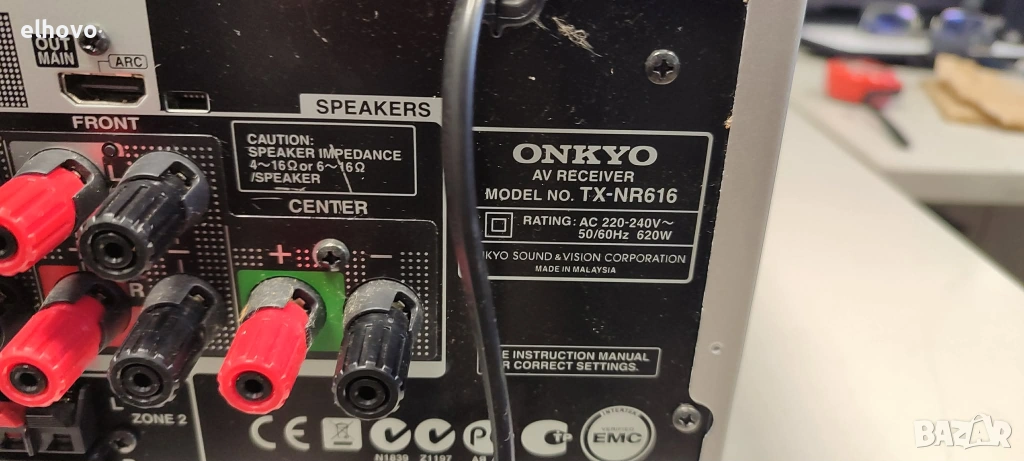 elhovo
OUT
MAIN
ARC
SPEAKERS
FRONT
CAUTION:
SPEAKER IMPEDANCE
4~16Ω or 6~16Ω
/SPEAKER
CENTER
+
−
L
R
−
ONKYO
AV RECEIVER
MODEL NO. TX-NR616
RATING: AC 220-240V~
50/60Hz 620W
SOUND & VISION CORPORATION
MADE IN MALAYSIA
INSTRUCTION MANUAL
CORRECT SETTINGS.
L
ZONE 2
CE
N1839
Z1197
INTERTEK
VERIFIED
EMC
BAZAR